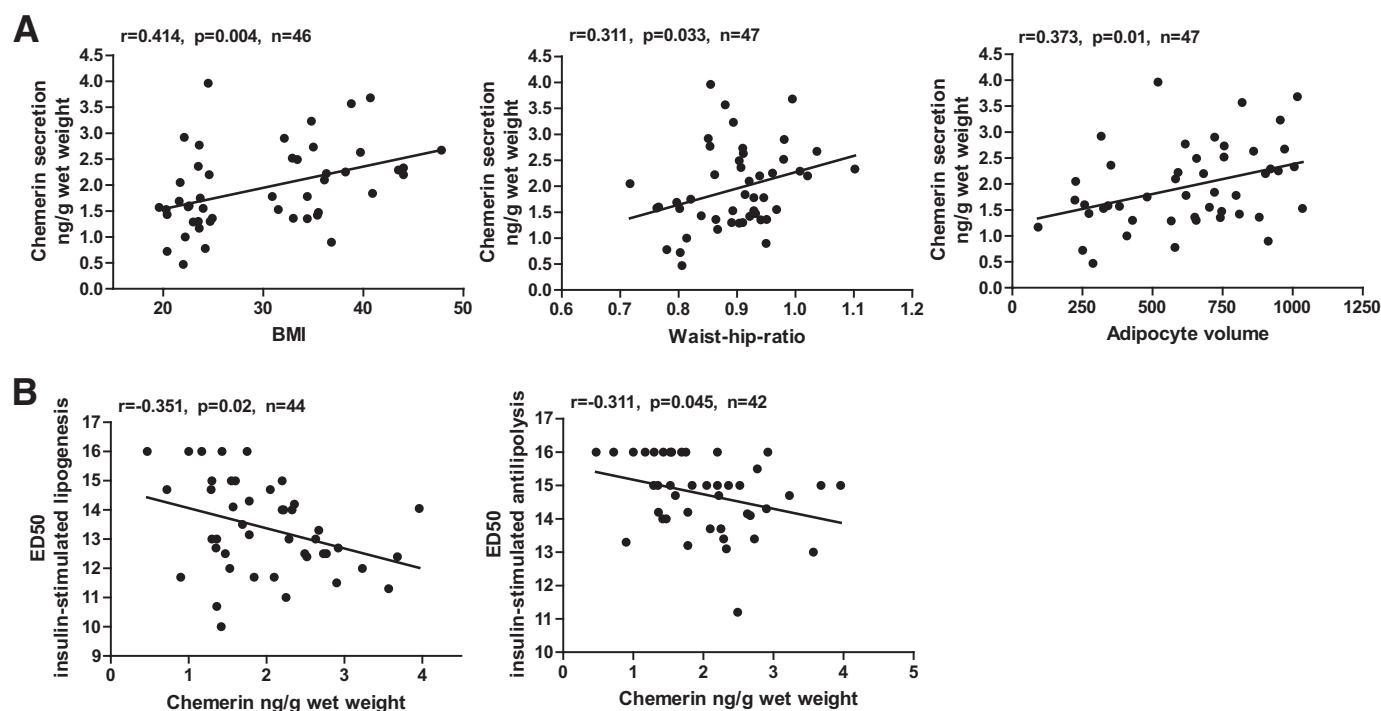 A
r=0.414, p=0.004, n=46
Chemerin secretion
ng/g wet weight
4.5
4.0
3.5
3.0
2.5
2.0
1.5
1.0
0.5
0.0
20 30 40 50
BMI
r=0.311, p=0.033, n=47
Chemerin secretion
ng/g wet weight
4.5
4.0
3.5
3.0
2.5
2.0
1.5
1.0
0.5
0.0
0.6 0.7 0.8 0.9 1.0 1.1 1.2
Waist-hip-ratio
r=0.373, p=0.01, n=47
Chemerin secretion
ng/g wet weight
4.5
4.0
3.5
3.0
2.5
2.0
1.5
1.0
0.5
0.0
0 250 500 750 1000 1250
Adipocyte volume
B
r=-0.351, p=0.02, n=44
ED50
insulin-stimulated lipogenesis
17
16
15
14
13
12
11
10
9
0 1 2 3 4
Chemerin ng/g wet weight
r=-0.311, p=0.045, n=42
ED50
insulin-stimulated antilipolysis
17
16
15
14
13
12
11
10
0 1 2 3 4 5
Chemerin ng/g wet weight